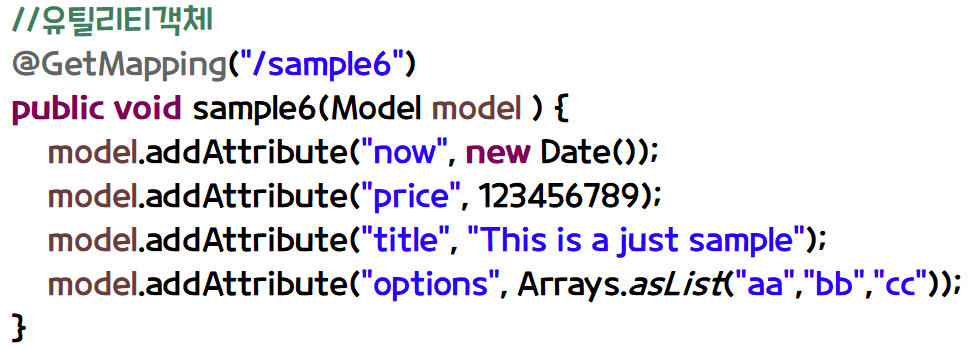 //유틸리티객체
@GetMapping("/sample6")
public void sample6(Model model ) {
model.addAttribute("now", new Date());
model.addAttribute("price", 123456789);
model.addAttribute("title", "This is a just sample");
model.addAttribute("options", Arrays.asList("aa","bb","cc"));
}